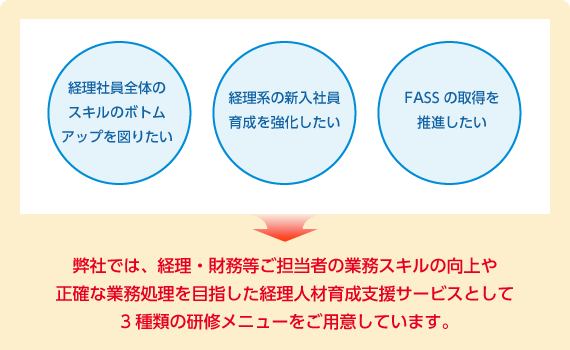 経理社員全体の
スキルのボトム
アップを図りたい
経理系の新入社員
育成を強化したい
FASS の取得を
推進したい
弊社では、経理・財務等ご担当者の業務スキルの向上や
正確な業務処理を目指した経理人材育成支援サービスとして
3 種類の研修メニューをご用意しています。